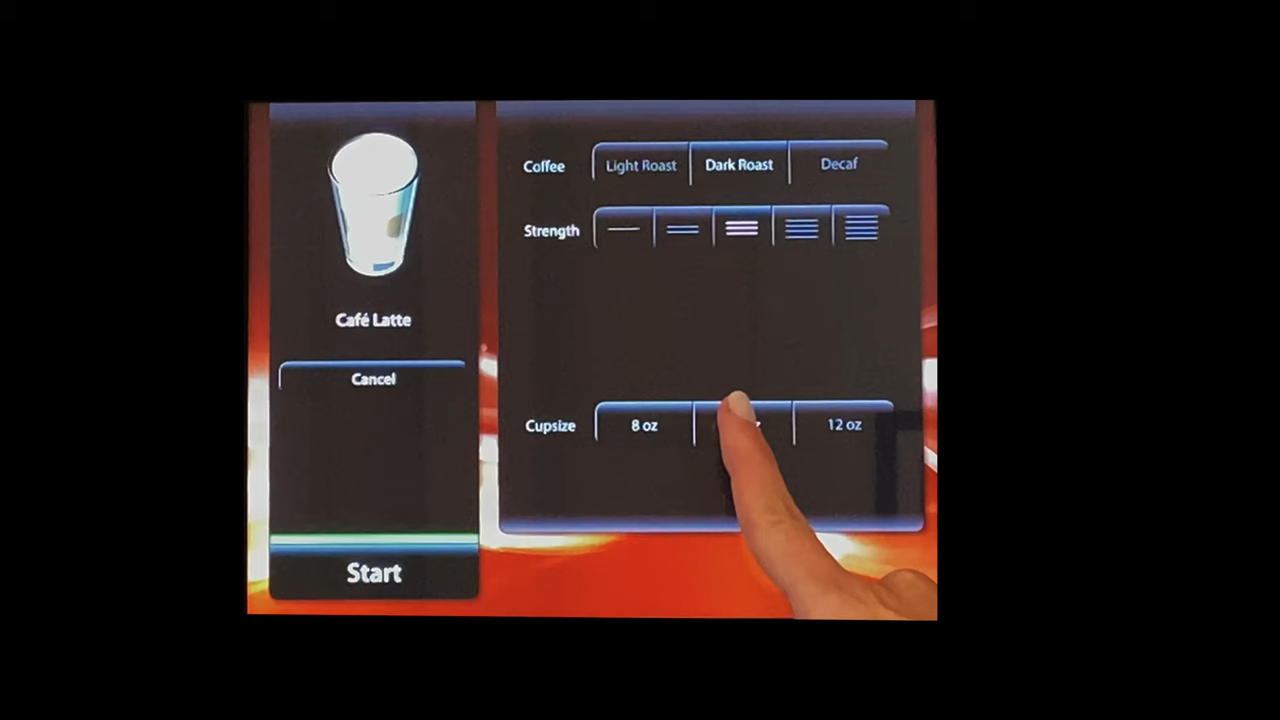 Coffee Light Roast Dark Roast Decaf
Strength
Café Latte
Cancel
Cupsize 8 oz 12 oz
Start